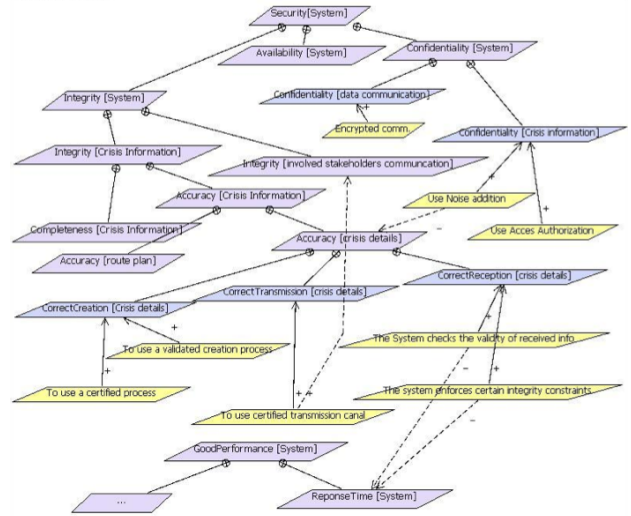 Security[System]
Availability [System]
Confidentiality [System]
Integrity [System]
Confidentiality [data communication]
+
Encrypted comm.
Confidentiality [Crisis information]
Integrity [Crisis Information]
Integrity [involved stakeholders communcation]
+
Accuracy [Crisis Information]
Use Noise addition
+
Completeness [Crisis Information]
−
Use Acces Authorization
Accuracy [crisis details]
Accuracy [route plan]
CorrectReception [crisis details]
CorrectTransmission [crisis details]
CorrectCreation [Crisis details]
+
+
The System checks the validity of received info
To use a validated creation process
−
+
+
To use a certified process
+
+
The system enforces certain integrity constraints
To use certified transmission canal
−
GoodPerformance [System]
...
ReponseTime [System]